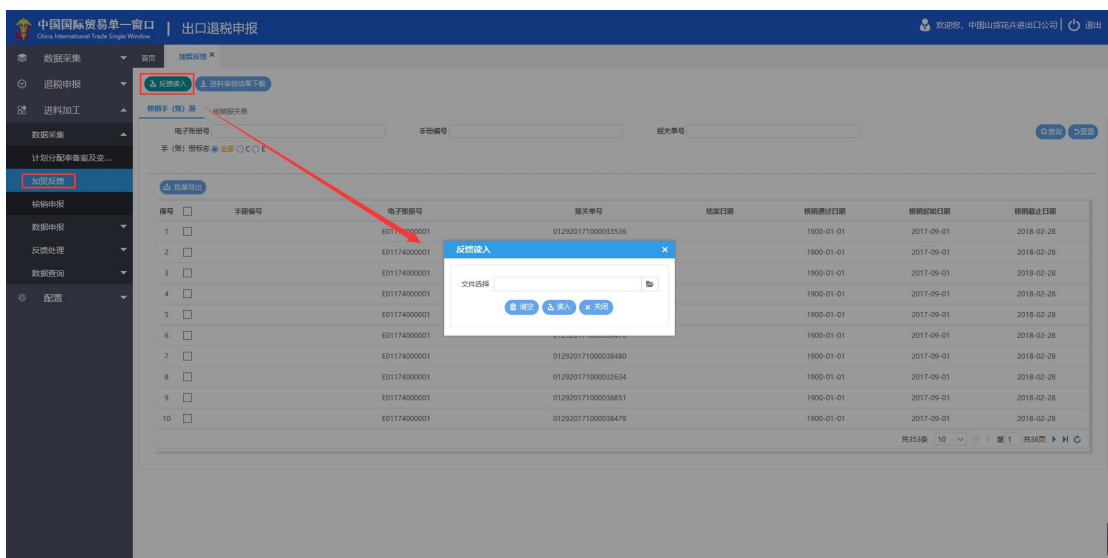 中国国际贸易单一窗口 | 出口退税申报 欢迎您，中国山货花卉进出口公司 退出
China International Trade Single Window
数据采集
退税申报
进料加工
数据采集
计划分配率备案及变...
加贸反馈
核销申报
数据申报
反馈处理
数据查询
配置
首页 加贸反馈 ×
反馈读入 进料审核结果下载
核销手（账）册 核销报关单
电子账册号 手册编号 报关单号 查询 重置
手（账）册标志 全部 C E
批量导出
序号 手册编号 电子账册号 报关单号 结案日期 核销通过日期 核销起始日期 核销截止日期
1 E01174000001 012920171000033536 1900-01-01 2017-09-01 2018-02-28
2 E01174000001 1900-01-01 2017-09-01 2018-02-28
3 E01174000001 1900-01-01 2017-09-01 2018-02-28
4 E01174000001 1900-01-01 2017-09-01 2018-02-28
5 E01174000001 1900-01-01 2017-09-01 2018-02-28
6 E01174000001 1900-01-01 2017-09-01 2018-02-28
7 E01174000001 012920171000038480 1900-01-01 2017-09-01 2018-02-28
8 E01174000001 012920171000032634 1900-01-01 2017-09-01 2018-02-28
9 E01174000001 012920171000036851 1900-01-01 2017-09-01 2018-02-28
10 E01174000001 012920171000038479 1900-01-01 2017-09-01 2018-02-28
共353条 10 第 1 共36页
反馈读入 ×
文件选择
清空 读入 × 关闭